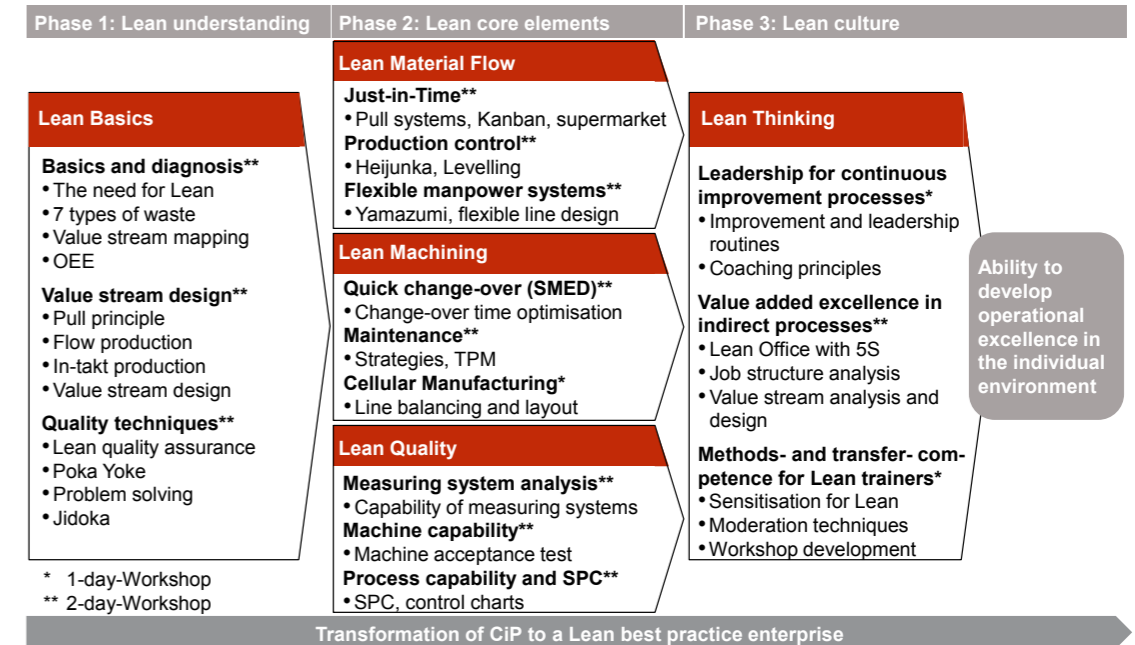 Phase 1: Lean understanding
Phase 2: Lean core elements
Phase 3: Lean culture
Lean Basics
Basics and diagnosis**
• The need for Lean
• 7 types of waste
• Value stream mapping
• OEE
Value stream design**
• Pull principle
• Flow production
• In-takt production
• Value stream design
Quality techniques**
• Lean quality assurance
• Poka Yoke
• Problem solving
• Jidoka
* 1-day-Workshop
** 2-day-Workshop
Lean Material Flow
Just-in-Time**
• Pull systems, Kanban, supermarket
Production control**
• Heijunka, Levelling
Flexible manpower systems**
• Yamazumi, flexible line design
Lean Machining
Quick change-over (SMED)**
• Change-over time optimisation
Maintenance**
• Strategies, TPM
Cellular Manufacturing*
• Line balancing and layout
Lean Quality
Measuring system analysis**
• Capability of measuring systems
Machine capability**
• Machine acceptance test
Process capability and SPC**
• SPC, control charts
Lean Thinking
Leadership for continuous
improvement processes*
• Improvement and leadership
routines
• Coaching principles
Value added excellence in
indirect processes**
• Lean Office with 5S
• Job structure analysis
• Value stream analysis and
design
Methods- and transfer- com-
petence for Lean trainers*
• Sensitisation for Lean
• Moderation techniques
• Workshop development
Ability to
develop
operational
excellence in
the individual
environment
Transformation of CiP to a Lean best practice enterprise